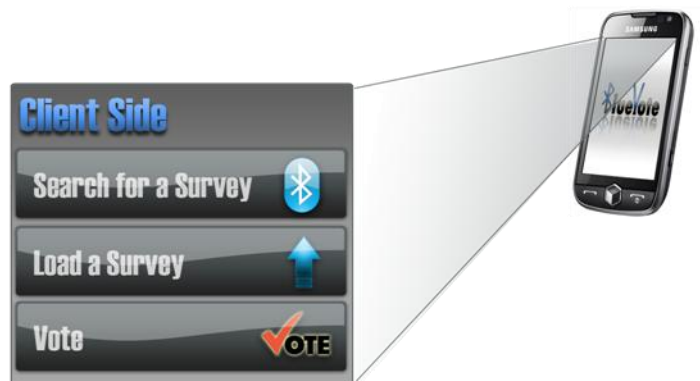 SAMSUNG
BlueVote
Client Side
Search for a Survey
Load a Survey
Vote
VOTE